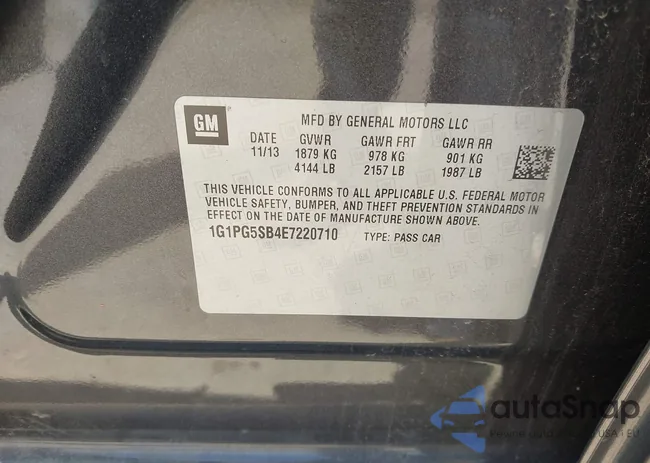 GM
MFD BY GENERAL MOTORS LLC
DATE GVWR GAWR FRT GAWR RR
11/13 1879 KG 978 KG 901 KG
4144 LB 2157 LB 1987 LB
THIS VEHICLE CONFORMS TO ALL APPLICABLE U.S. FEDERAL MOTOR
VEHICLE SAFETY, BUMPER, AND THEFT PREVENTION STANDARDS IN
EFFECT ON THE DATE OF MANUFACTURE SHOWN ABOVE.
1G1PG5SB4E7220710 TYPE: PASS CAR
autoSnap